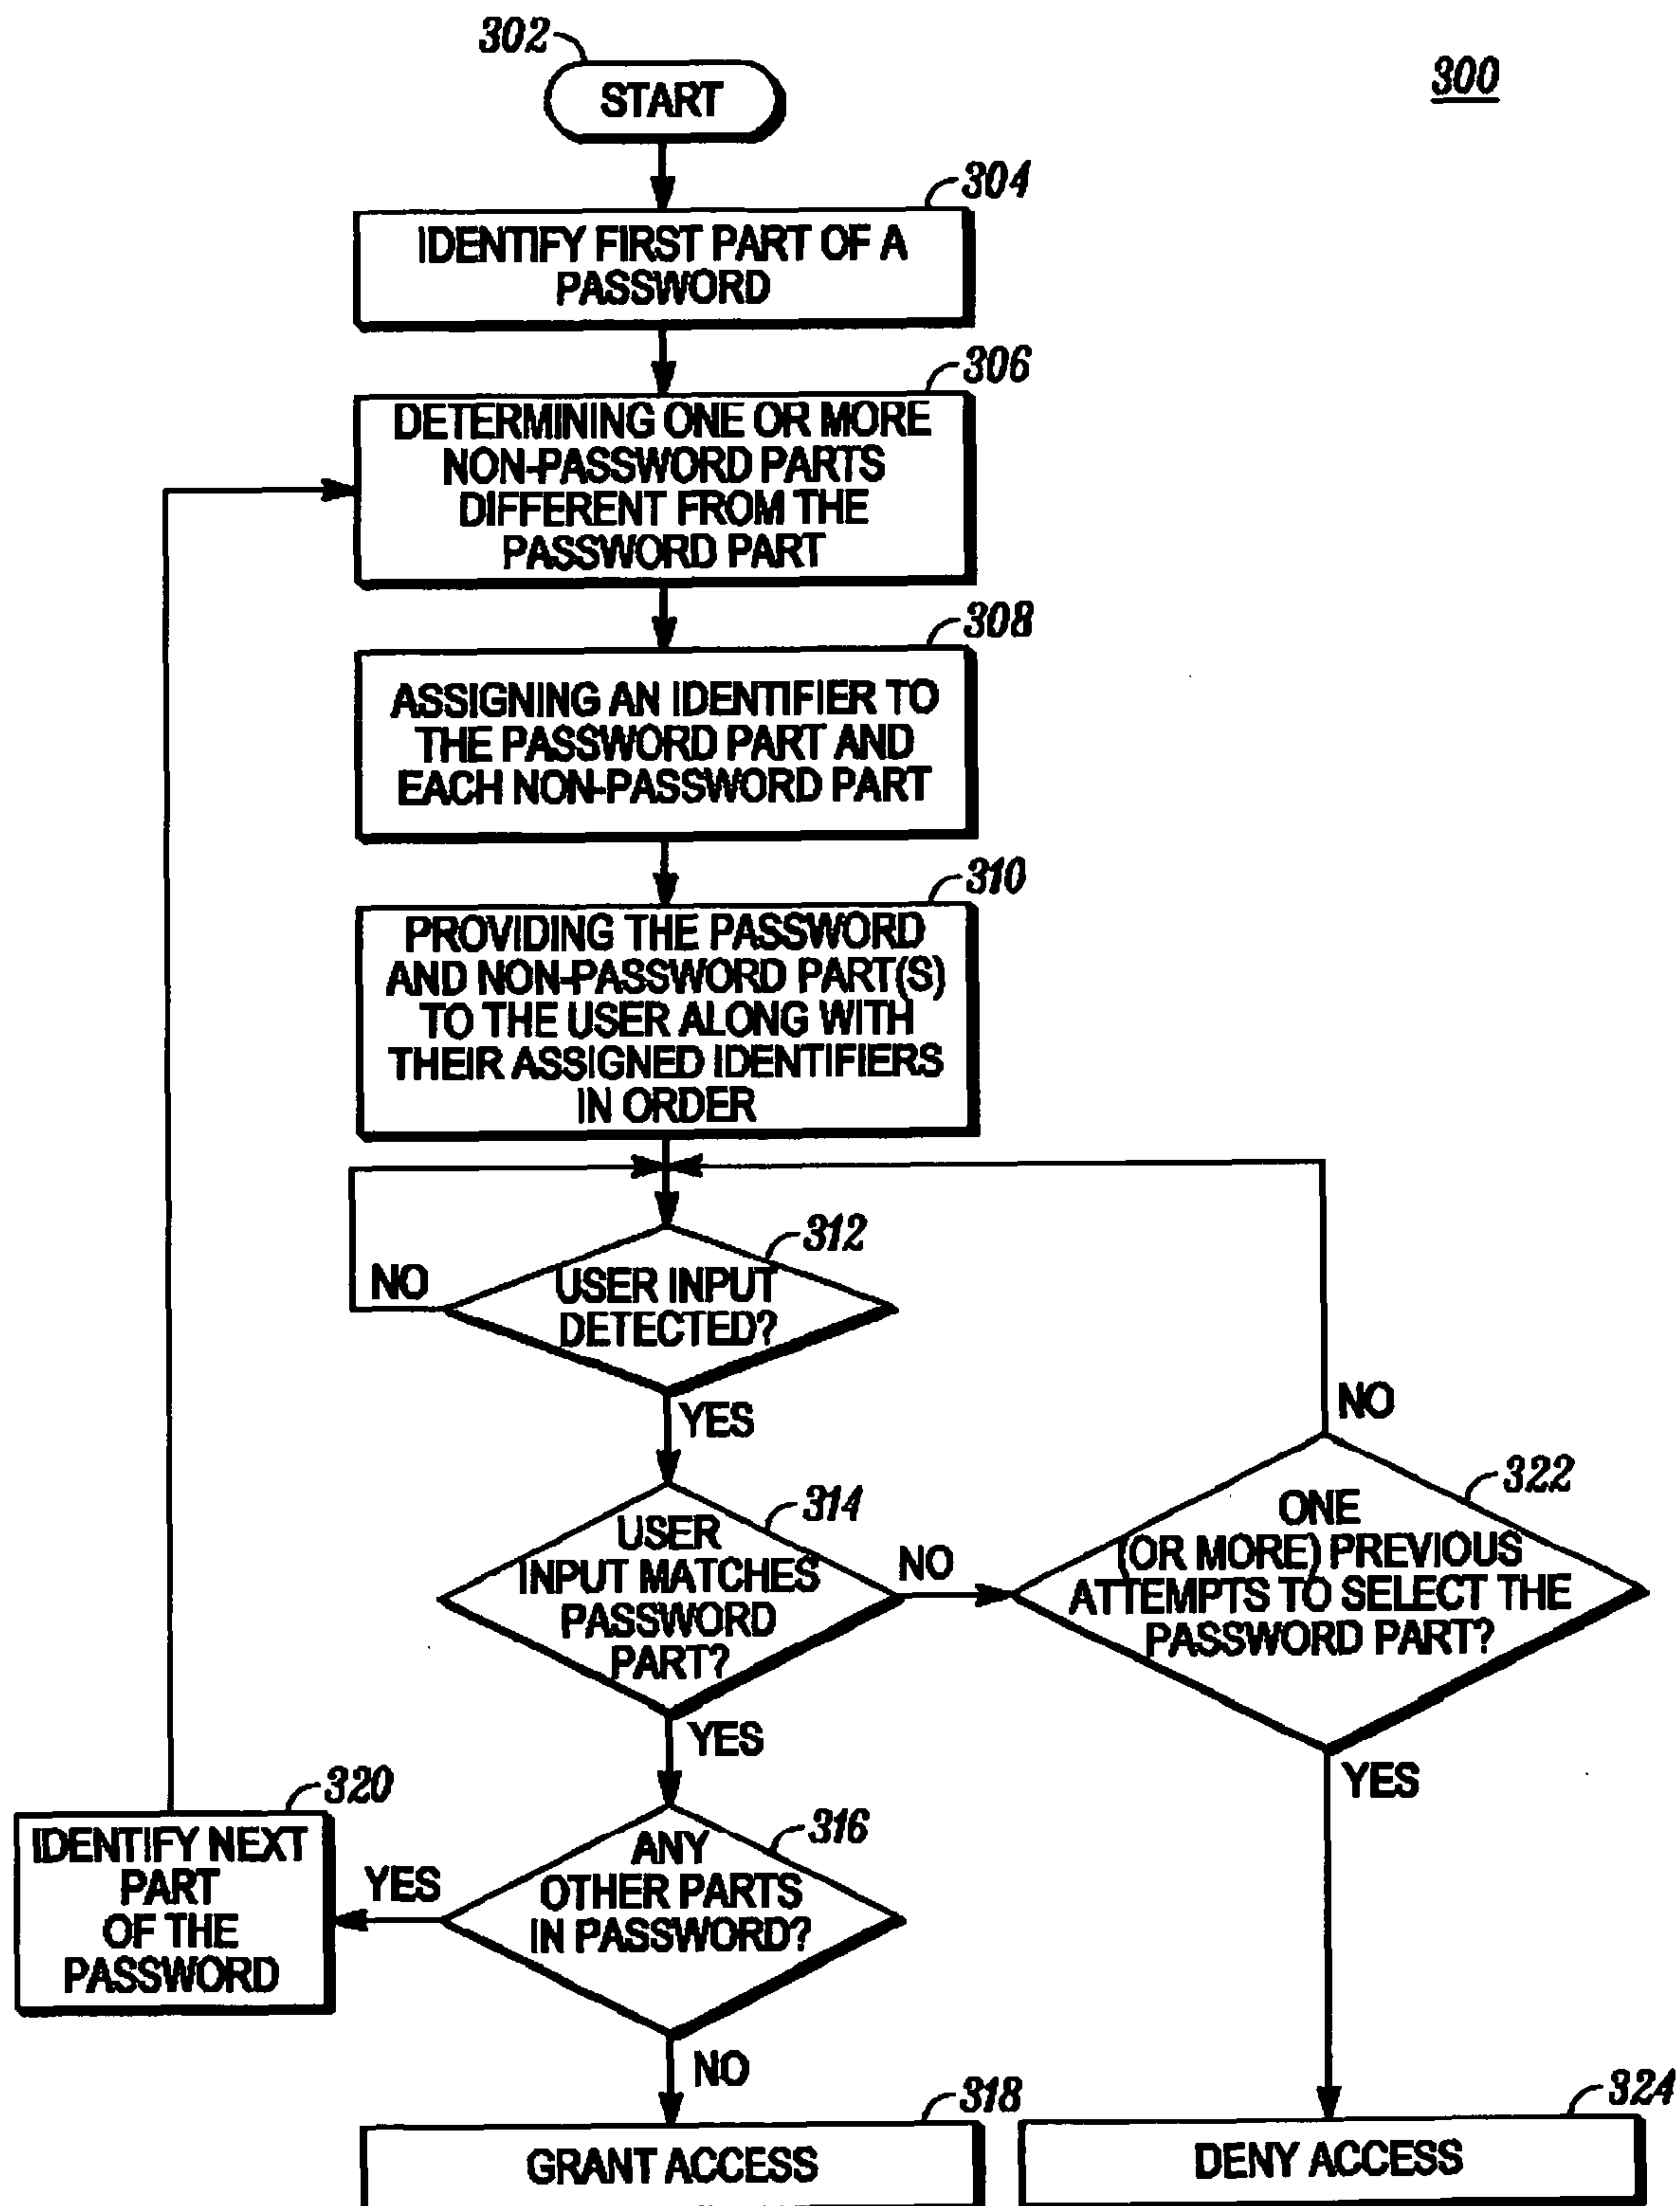 302
START
300
304
IDENTIFY FIRST PART OF A
PASSWORD
306
DETERMINING ONE OR MORE
NON-PASSWORD PARTS
DIFFERENT FROM THE
PASSWORD PART
308
ASSIGNING AN IDENTIFIER TO
THE PASSWORD PART AND
EACH NON-PASSWORD PART
310
PROVIDING THE PASSWORD
AND NON-PASSWORD PART(S)
TO THE USER ALONG WITH
THEIR ASSIGNED IDENTIFIERS
IN ORDER
312
USER INPUT
DETECTED?
NO
YES
314
USER
INPUT MATCHES
PASSWORD
PART?
NO
YES
322
ONE
(OR MORE) PREVIOUS
ATTEMPTS TO SELECT THE
PASSWORD PART?
NO
YES
316
ANY
OTHER PARTS
IN PASSWORD?
YES
NO
320
IDENTIFY NEXT
PART
OF THE
PASSWORD
318
GRANT ACCESS
324
DENY ACCESS